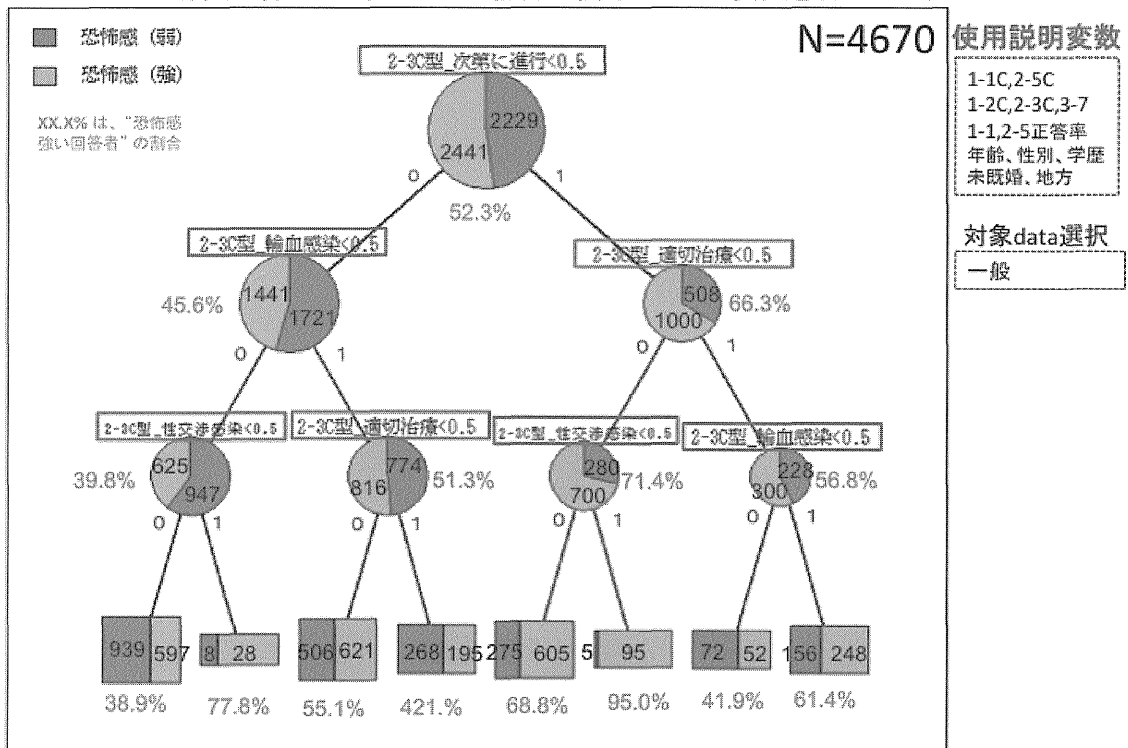 恐怖感 (弱)
恐怖感 (強)
XX.X% は、“恐怖感
強い回答者” の割合
N=4670
2-3C型_次第に進行<0.5
2229
2441
0
1
52.3%
2-3C型_輸血感染<0.5
2-3C型_適切治療<0.5
45.6%
1441
1721
508
1000
66.3%
0
1
0
1
2-3C型_性交渉感染<0.5
2-3C型_適切治療<0.5
2-3C型_性交渉感染<0.5
2-3C型_輸血感染<0.5
39.8%
625
947
816
774
51.3%
280
700
71.4%
228
300
56.8%
0
1
0
1
0
1
0
1
939
597
8
28
506
621
268
195
275
605
5
95
72
52
156
248
38.9%
77.8%
55.1%
421.%
68.8%
95.0%
41.9%
61.4%
使用説明変数
1-1C,2-5C
1-2C,2-3C,3-7
1-1,2-5正答率
年齢、性別、学歴
未既婚、地方
対象data選択
一般